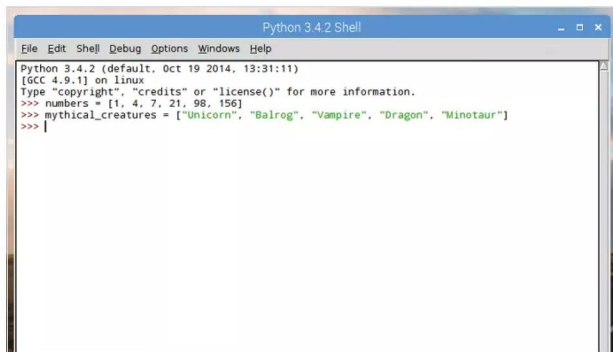 Python 3.4.2 Shell
File Edit Shell Debug Options Windows Help
Python 3.4.2 (default, Oct 19 2014, 13:31:11)
[GCC 4.9.1] on linux
Type "copyright", "credits" or "license()" for more information.
>>> numbers = [1, 4, 7, 21, 98, 156]
>>> mythical_creatures = ["Unicorn", "Balrog", "Vampire", "Dragon", "Minotaur"]
>>>